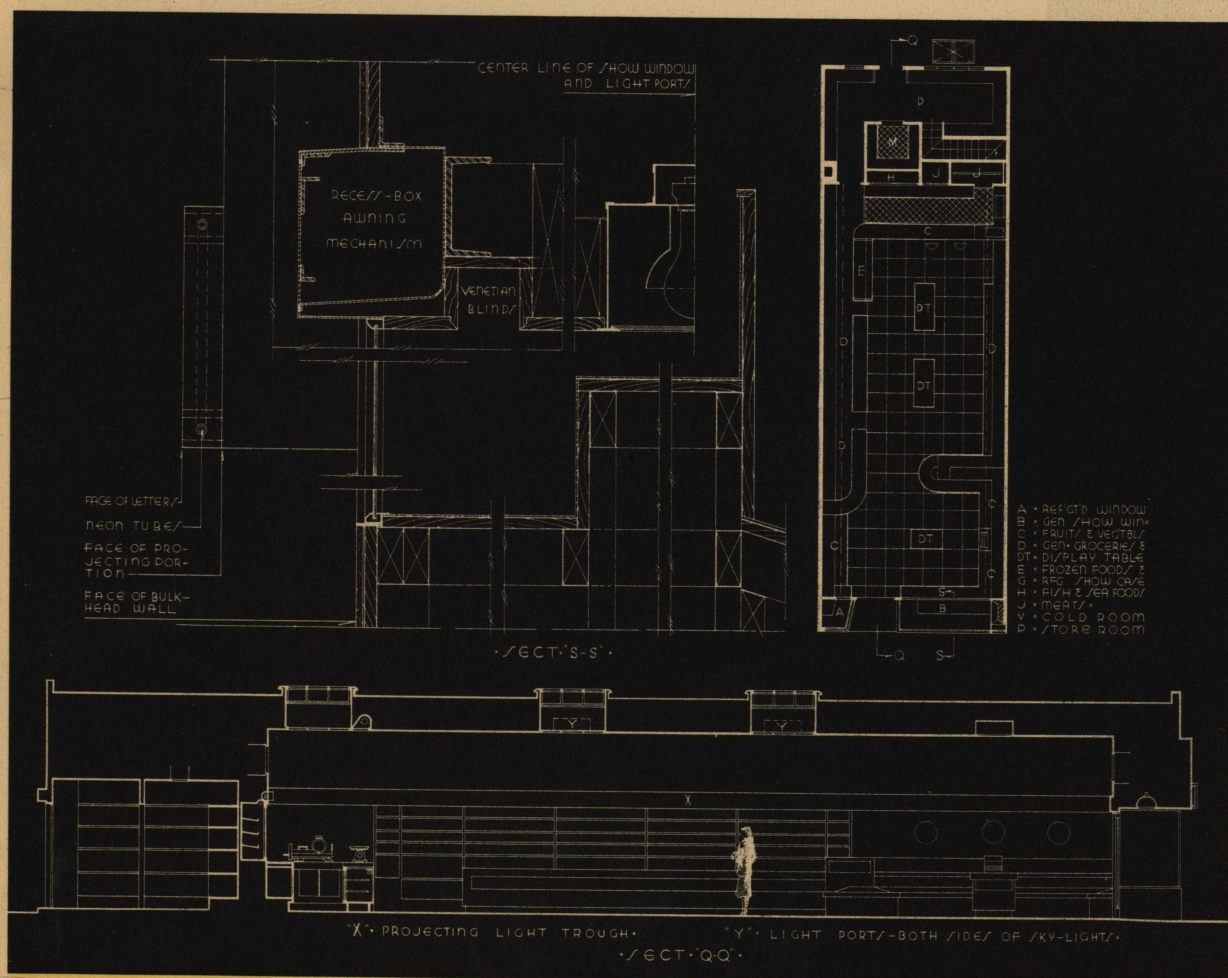 CENTER LINE OF SHOW WINDOW
AND LIGHT PORTS
RECESS-BOX
AWNING
MECHANISM
VENETIAN
BLINDS
FACE OF LETTERS
NEON TUBES
FACE OF PRO-
JECTING POR-
TION
FACE OF BULK-
HEAD WALL
• SECT • "S-S" •
Q
P
M
H
J
J
C
E
DT
D
D
DT
D
C
DT
C
C
S
A
B
Q
S
A • REF'GT'D WINDOW
B • GEN SHOW WIN•
C • FRUITS & VEGTBLS
D • GEN• GROCERIES &
DT • DISPLAY TABLE
E • FROZEN FOODS &
G • RFG SHOW CASE
H • FISH & SEA FOODS
J • MEATS •
V • COLD ROOM
P • STORE ROOM
Y
Y
X
"X" • PROJECTING LIGHT TROUGH •
"Y" • LIGHT PORTS-BOTH SIDES OF SKY-LIGHTS •
• SECT • "Q-Q" •